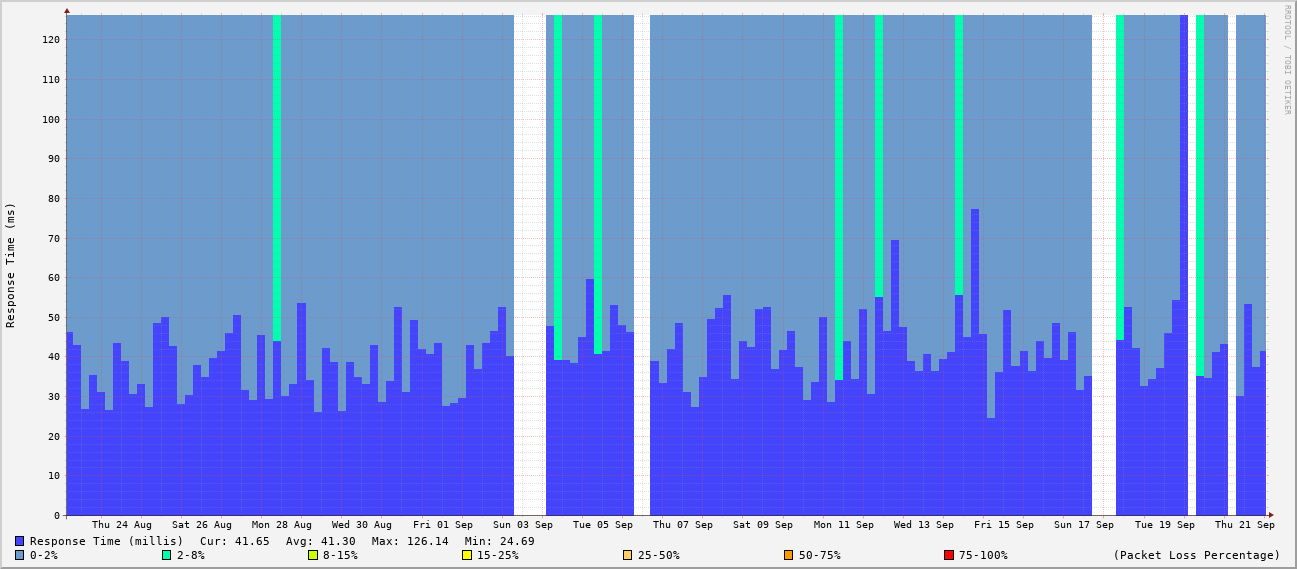 RRDTOOL / TOBI OETIKER
Response Time (ms)
120
110
100
90
80
70
60
50
40
30
20
10
0
Thu 24 Aug Sat 26 Aug Mon 28 Aug Wed 30 Aug Fri 01 Sep Sun 03 Sep Tue 05 Sep Thu 07 Sep Sat 09 Sep Mon 11 Sep Wed 13 Sep Fri 15 Sep Sun 17 Sep Tue 19 Sep Thu 21 Sep
Response Time (millis) Cur: 41.65 Avg: 41.30 Max: 126.14 Min: 24.69
0-2% 2-8% 8-15% 15-25% 25-50% 50-75% 75-100% (Packet Loss Percentage)